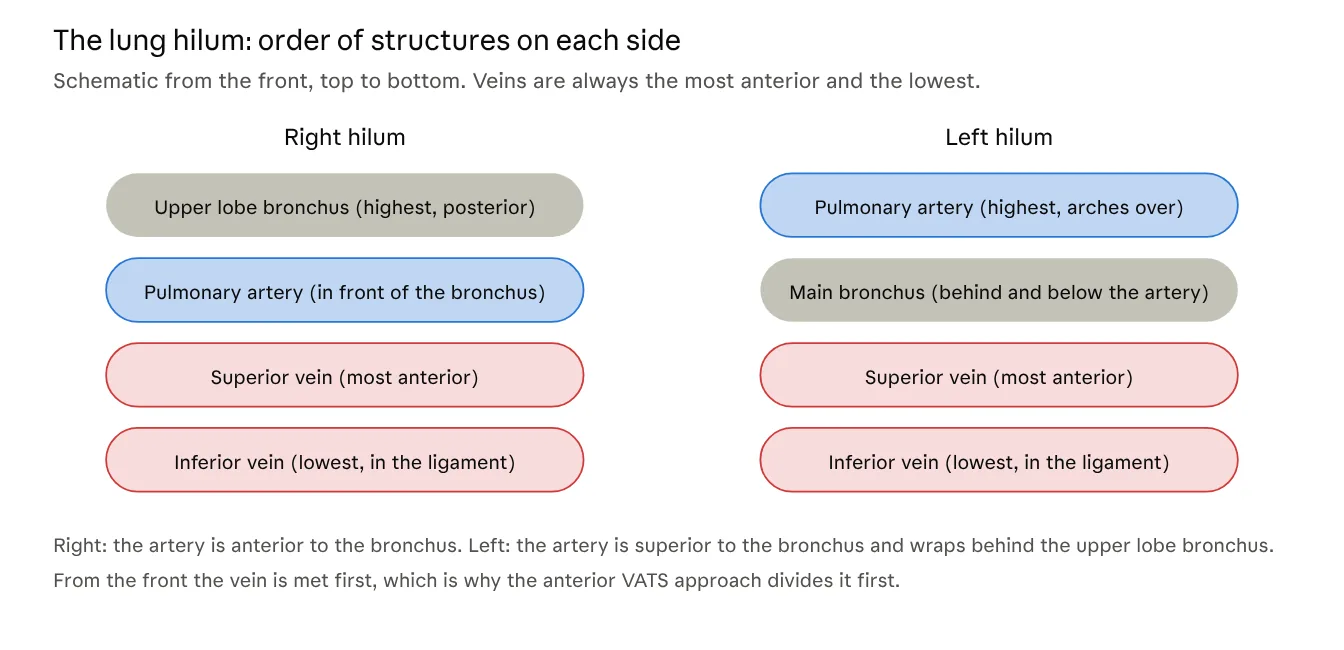 The lung hilum: order of structures on each side
Schematic from the front, top to bottom. Veins are always the most anterior and the lowest.
Right hilum
Upper lobe bronchus (highest, posterior)
Pulmonary artery (in front of the bronchus)
Superior vein (most anterior)
Inferior vein (lowest, in the ligament)
Left hilum
Pulmonary artery (highest, arches over)
Main bronchus (behind and below the artery)
Superior vein (most anterior)
Inferior vein (lowest, in the ligament)
Right: the artery is anterior to the bronchus. Left: the artery is superior to the bronchus and wraps behind the upper lobe bronchus.
From the front the vein is met first, which is why the anterior VATS approach divides it first.